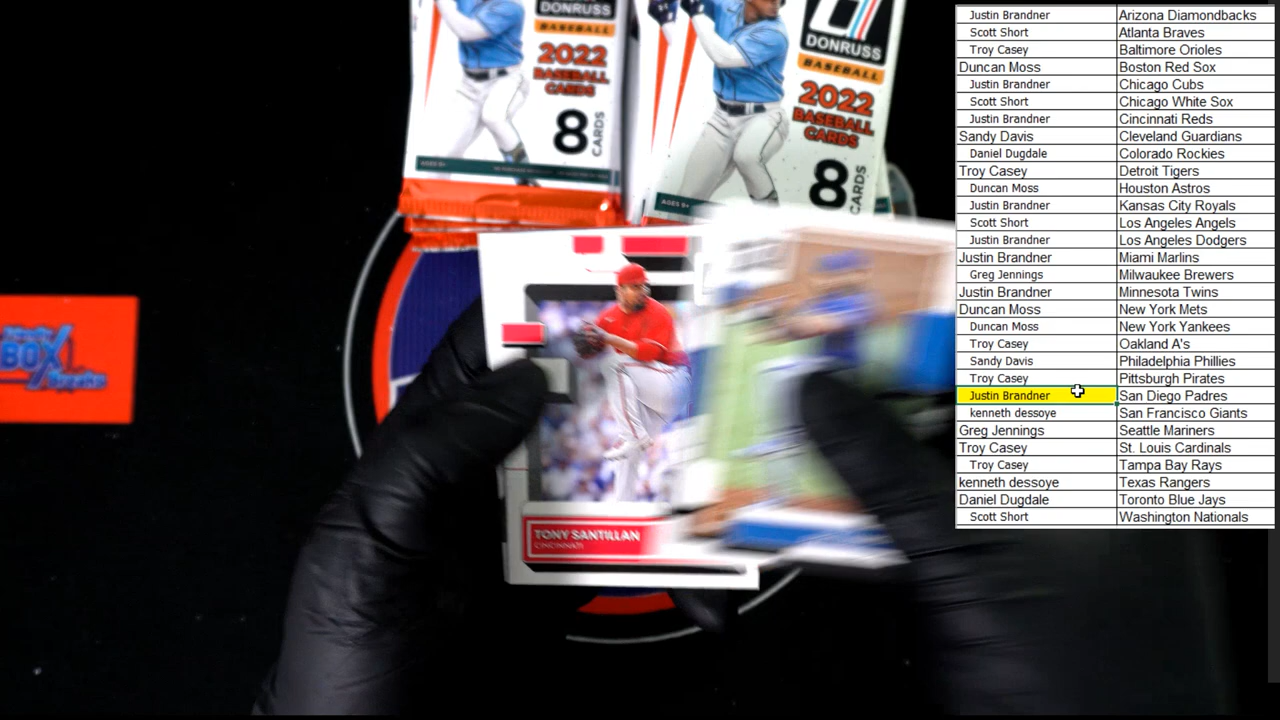 DONRUSS
BASEBALL
2022
BASEBALL
CARDS
8
CARDS
DONRUSS
BASEBALL
2022
BASEBALL
CARDS
8
CARDS
AGES 8+
BOX
Breaks
TONY SANTILLAN
CINCINNATI
Justin Brandner Arizona Diamondbacks
Scott Short Atlanta Braves
Troy Casey Baltimore Orioles
Duncan Moss Boston Red Sox
Justin Brandner Chicago Cubs
Scott Short Chicago White Sox
Justin Brandner Cincinnati Reds
Sandy Davis Cleveland Guardians
Daniel Dugdale Colorado Rockies
Troy Casey Detroit Tigers
Duncan Moss Houston Astros
Justin Brandner Kansas City Royals
Scott Short Los Angeles Angels
Justin Brandner Los Angeles Dodgers
Justin Brandner Miami Marlins
Greg Jennings Milwaukee Brewers
Justin Brandner Minnesota Twins
Duncan Moss New York Mets
Duncan Moss New York Yankees
Troy Casey Oakland A's
Sandy Davis Philadelphia Phillies
Troy Casey Pittsburgh Pirates
Justin Brandner San Diego Padres
kenneth dessoye San Francisco Giants
Greg Jennings Seattle Mariners
Troy Casey St. Louis Cardinals
Troy Casey Tampa Bay Rays
kenneth dessoye Texas Rangers
Daniel Dugdale Toronto Blue Jays
Scott Short Washington Nationals